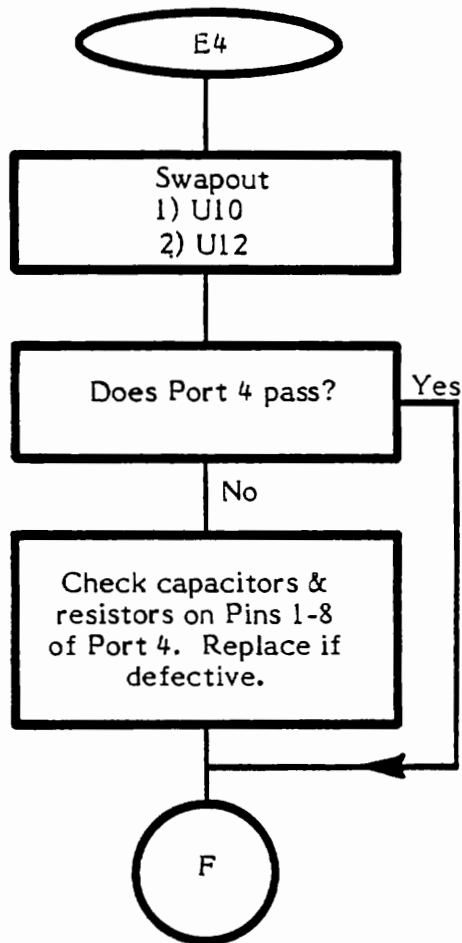 E4
Swapout
1) U10
2) U12
Does Port 4 pass?
Yes
No
Check capacitors &
resistors on Pins 1-8
of Port 4. Replace if
defective.
F